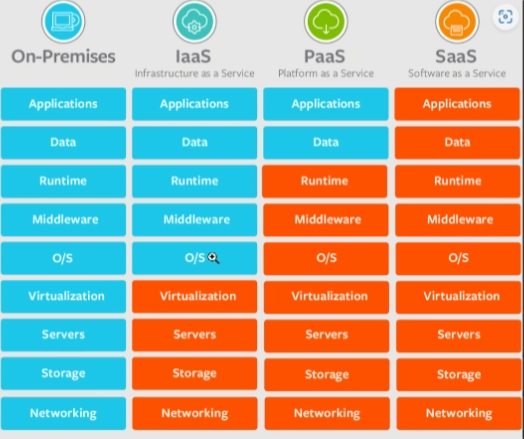 On-Premises IaaS PaaS SaaS
Infrastructure as a Service Platform as a Service Software as a Service
Applications Applications Applications Applications
Data Data Data Data
Runtime Runtime Runtime Runtime
Middleware Middleware Middleware Middleware
O/S O/S O/S O/S
Virtualization Virtualization Virtualization Virtualization
Servers Servers Servers Servers
Storage Storage Storage Storage
Networking Networking Networking Networking